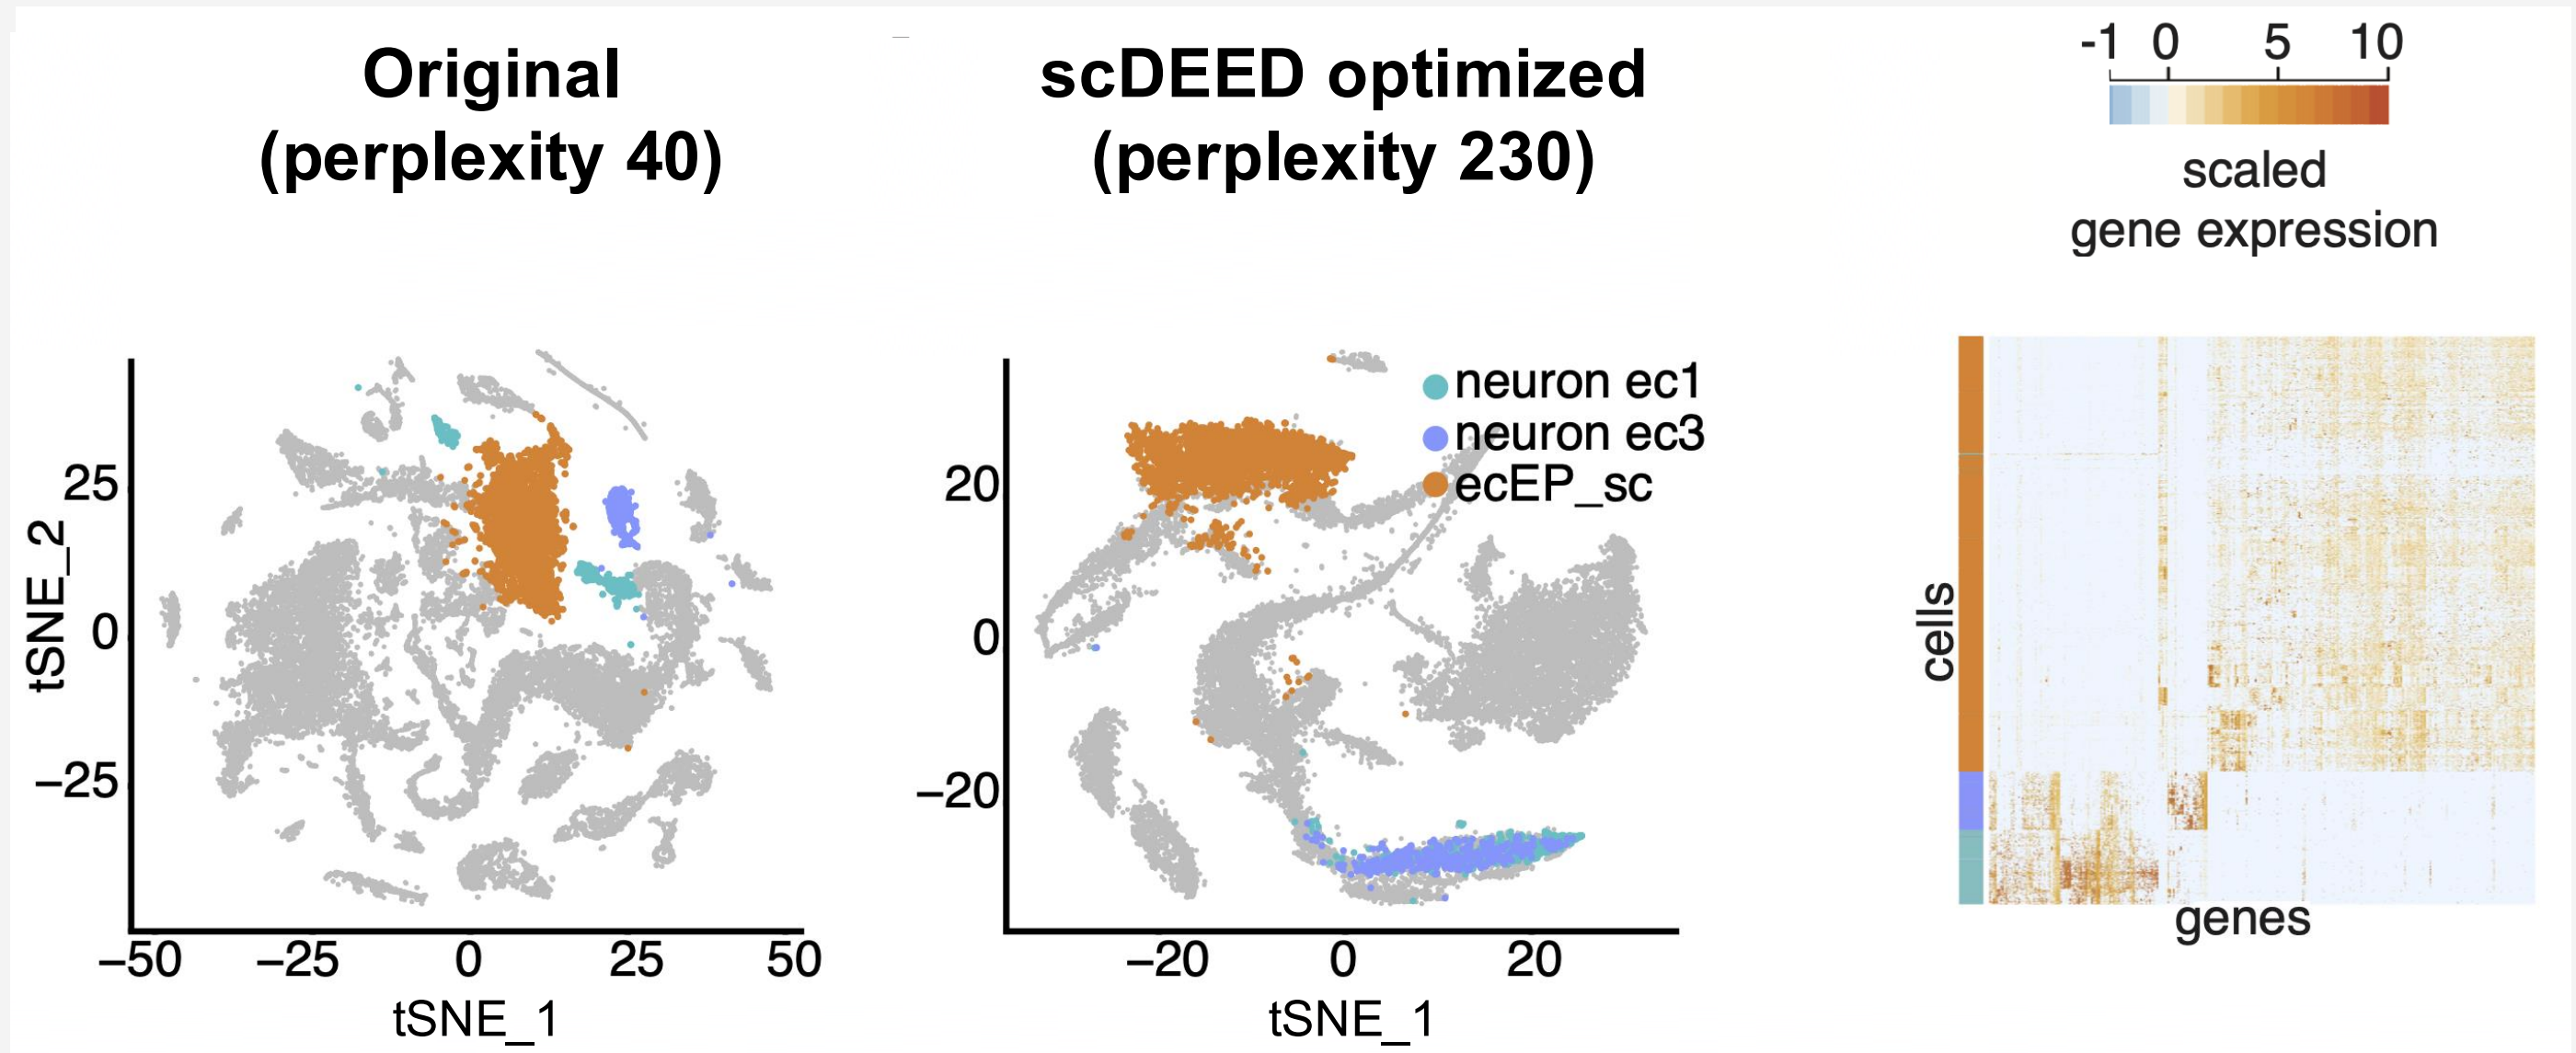 Original
(perplexity 40)
scDEED optimized
(perplexity 230)
-1 0 5 10
scaled
gene expression
tSNE_2
25
0
−25
−50 −25 0 25 50
tSNE_1
20
0
−20
−20 0 20
tSNE_1
neuron ec1
neuron ec3
ecEP_sc
cells
genes